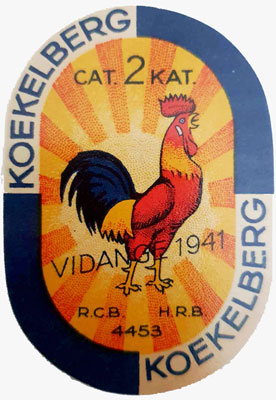 KOEKELBERG
CAT. 2 KAT.
VIDANGE 1941
R.C.B. H.R.B.
4453
KOEKELBERG